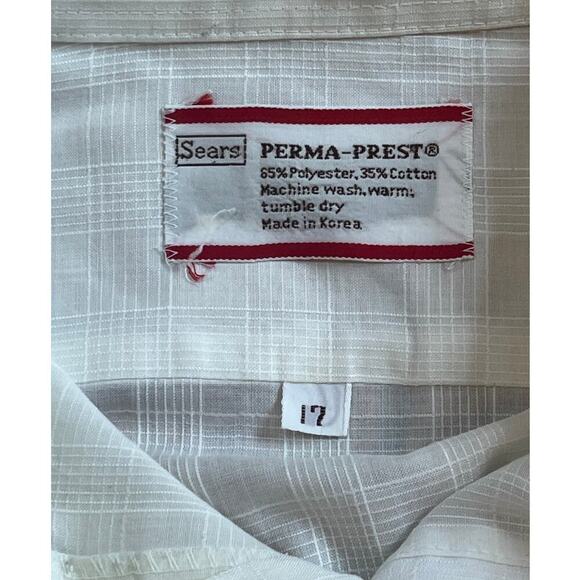 Sears PERMA-PREST®
65% Polyester, 35% Cotton
Machine wash, warm;
tumble dry
Made in Korea
17